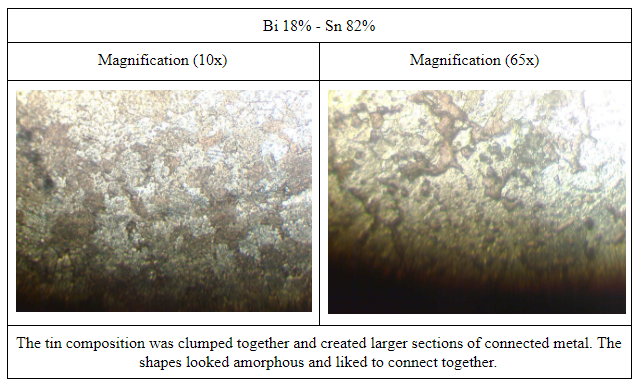 Bi 18% - Sn 82%
Magnification (10x)
Magnification (65x)
The tin composition was clumped together and created larger sections of connected metal. The
shapes looked amorphous and liked to connect together.